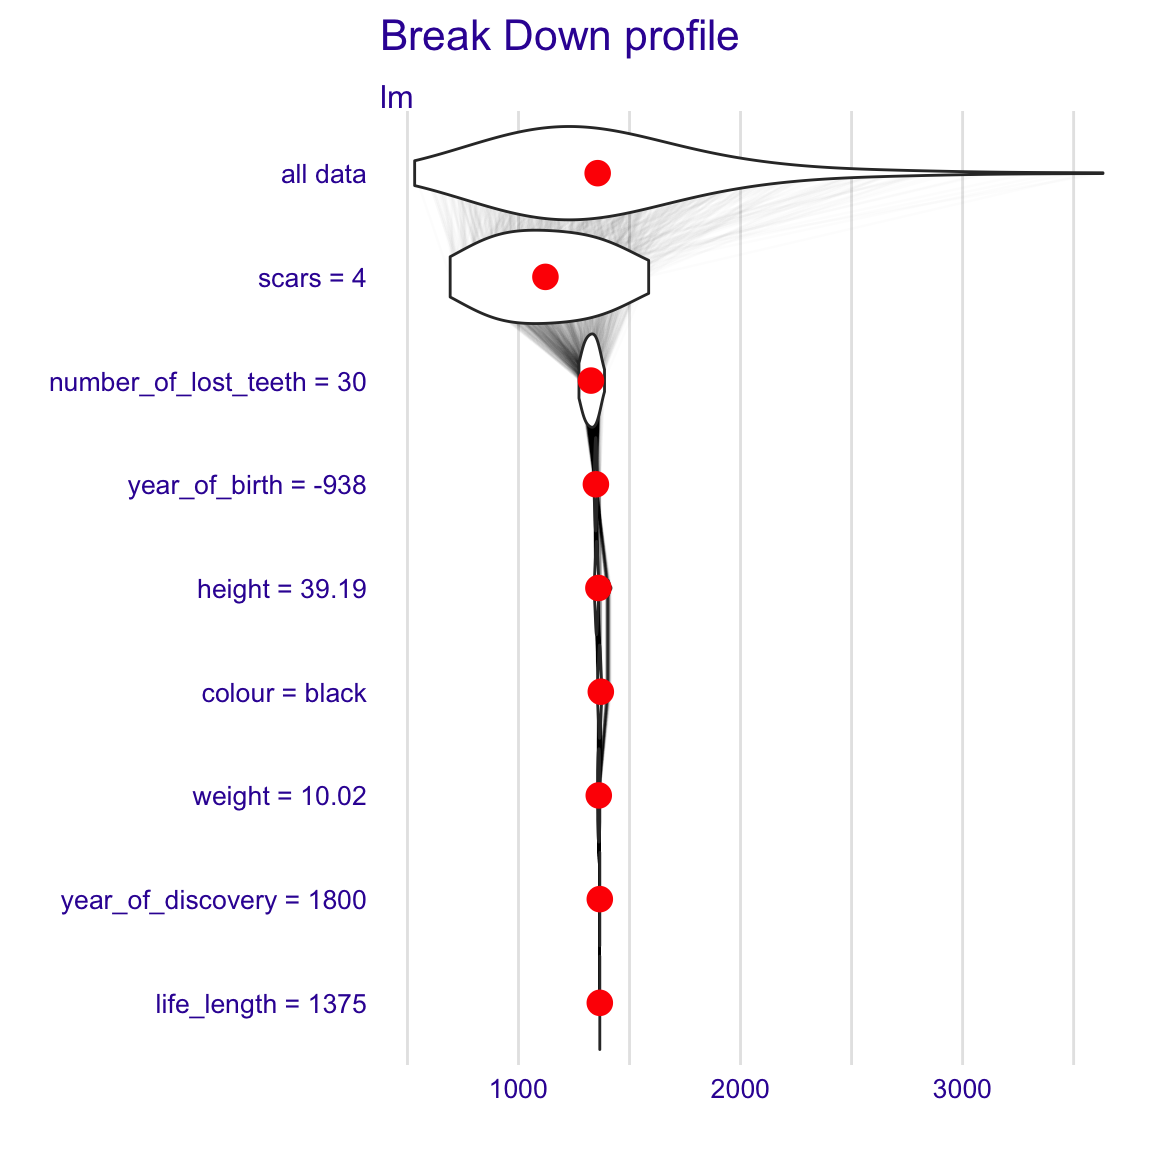 Break Down profile
lm
all data
scars = 4
number_of_lost_teeth = 30
year_of_birth = -938
height = 39.19
colour = black
weight = 10.02
year_of_discovery = 1800
life_length = 1375
1000 2000 3000